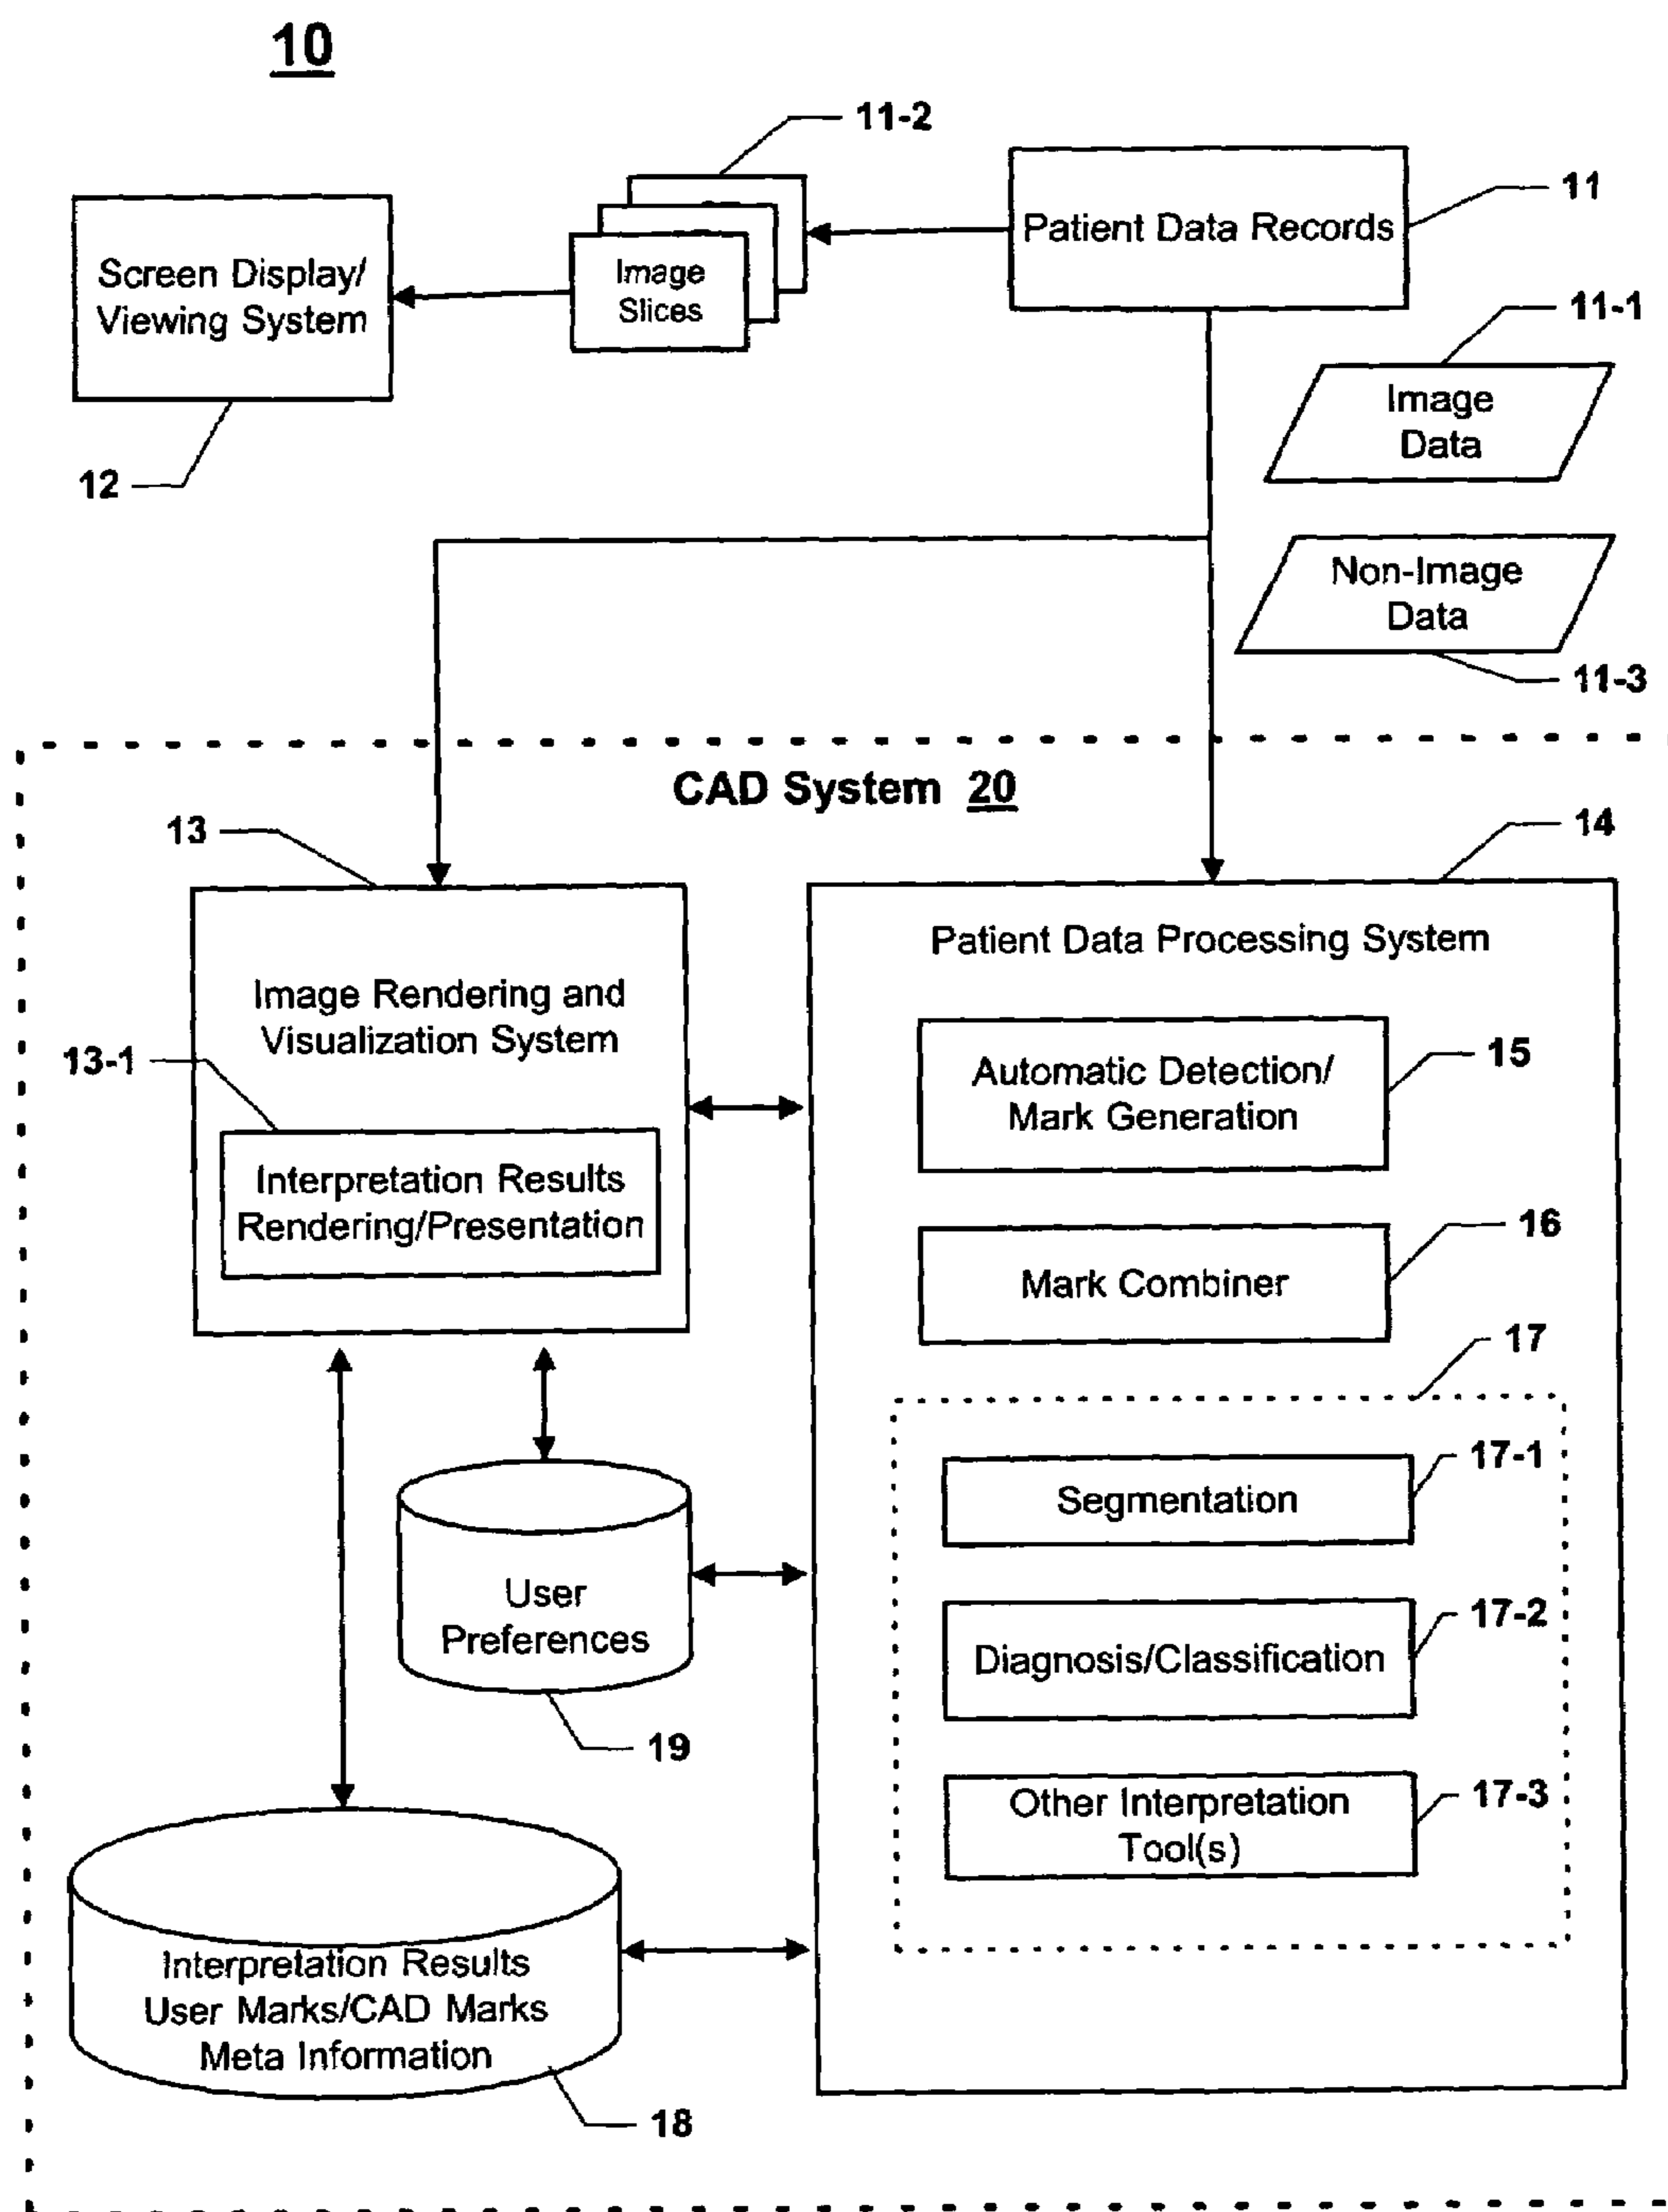 10
11-2
11
Patient Data Records
Image
Slices
Screen Display/
Viewing System
12
11-1
Image
Data
Non-Image
Data
11-3
CAD System 20
13
14
Image Rendering and
Visualization System
13-1
Interpretation Results
Rendering/Presentation
Patient Data Processing System
Automatic Detection/
Mark Generation
15
16
Mark Combiner
17
17-1
Segmentation
17-2
Diagnosis/Classification
17-3
Other Interpretation
Tool(s)
User
Preferences
19
Interpretation Results
User Marks/CAD Marks
Meta Information
18